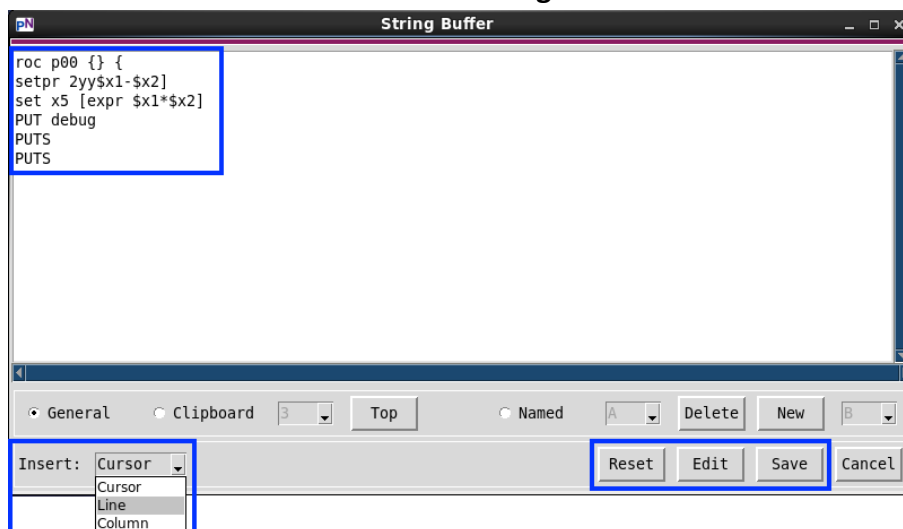 pN String Buffer
roc p00 {} {
setpr 2yy$x1-$x2]
set x5 [expr $x1*$x2]
PUT debug
PUTS
PUTS
General Clipboard 3 Top Named A Delete New B
Insert: Cursor Reset Edit Save Cancel
Cursor
Line
Column